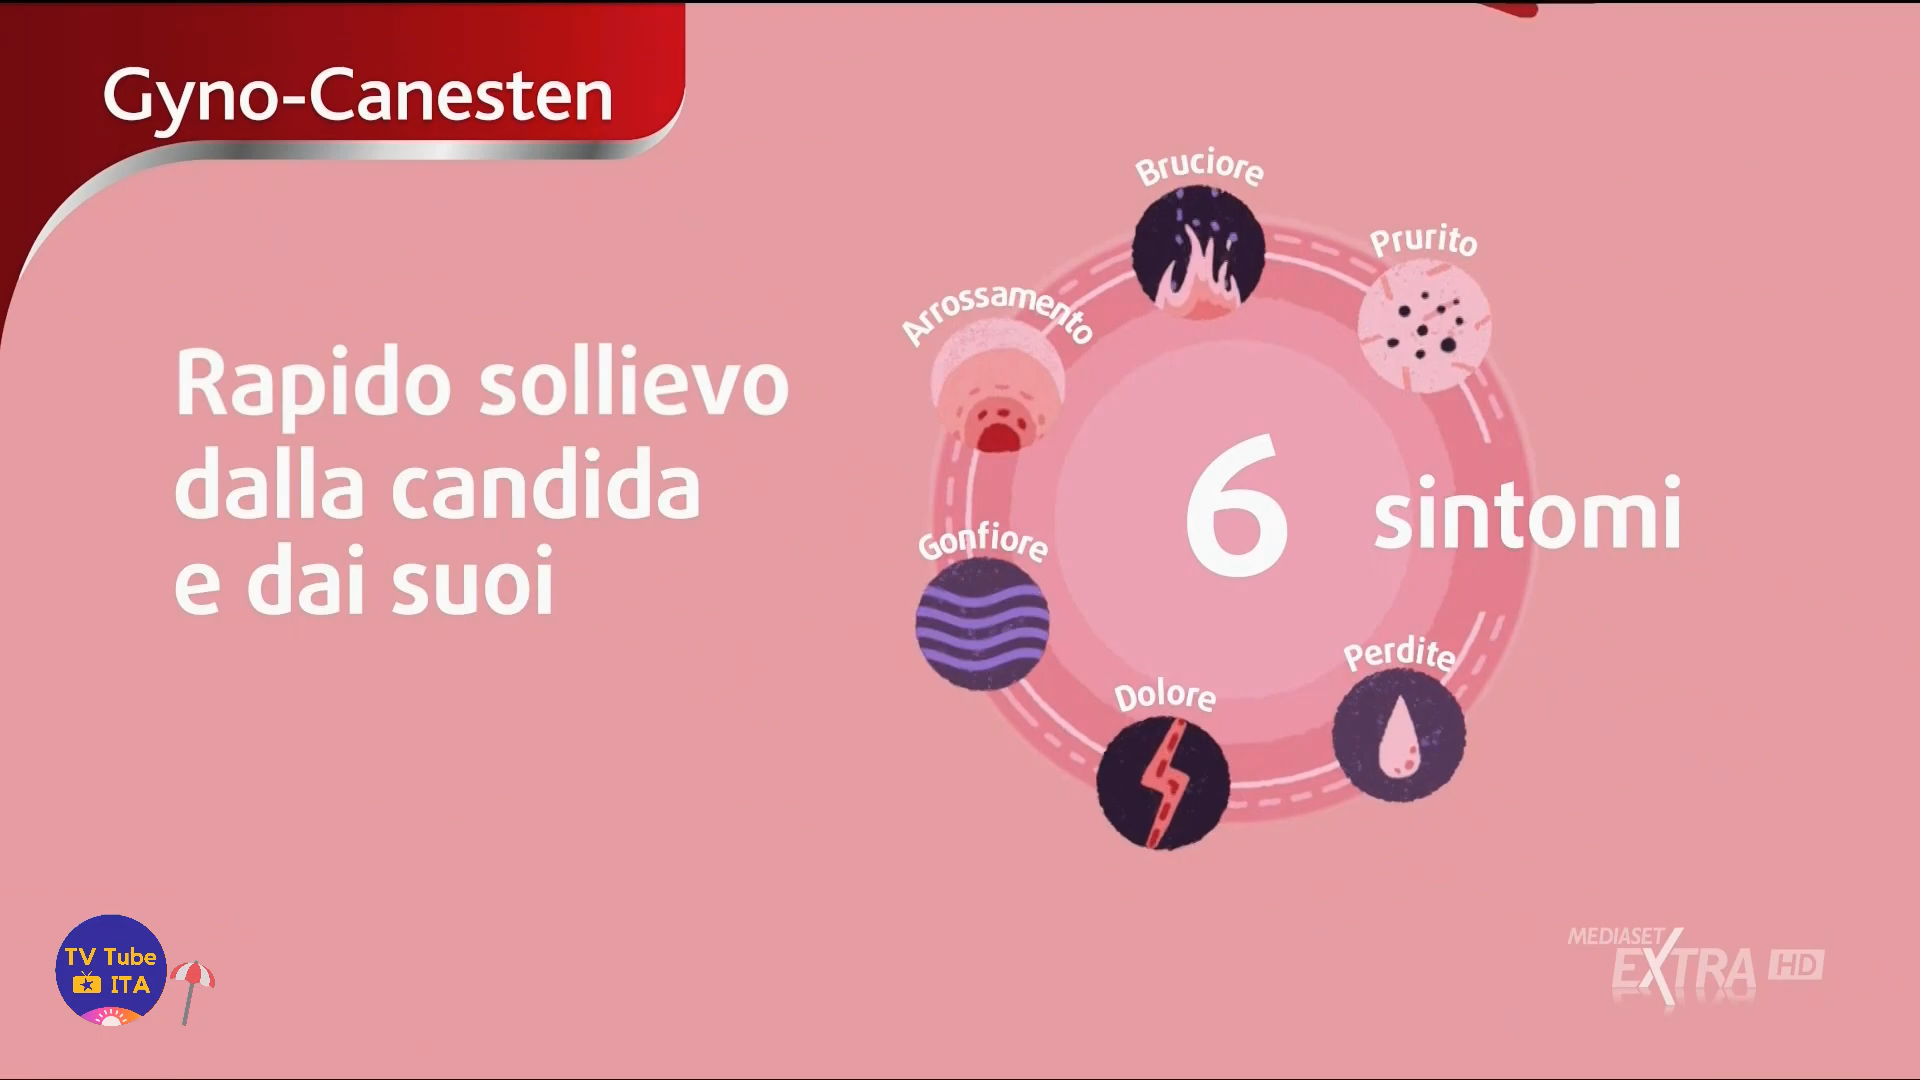 Gyno-Canesten
Rapido sollievo
dalla candida
e dai suoi
6 sintomi
Bruciore
Prurito
Arrossamento
Gonfiore
Perdite
Dolore
TV Tube
ITA
MEDIASET
EXTRA HD